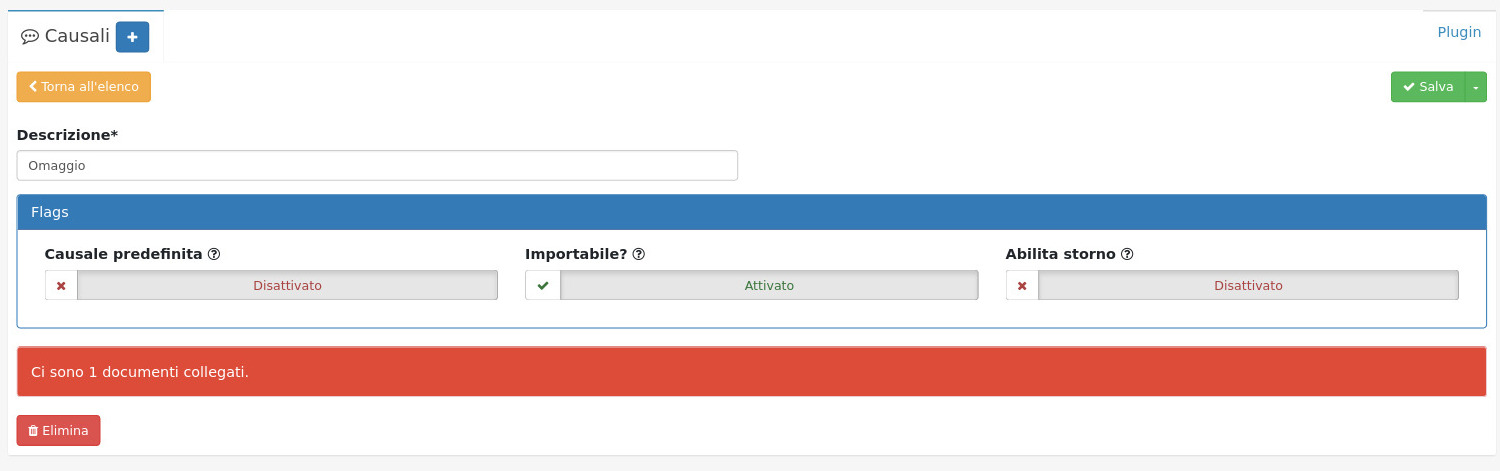 Causali
Plugin
Torna all'elenco
Salva
Descrizione*
Omaggio
Flags
Causale predefinita
Importabile?
Abilita storno
Disattivato
Attivato
Disattivato
Ci sono 1 documenti collegati.
Elimina